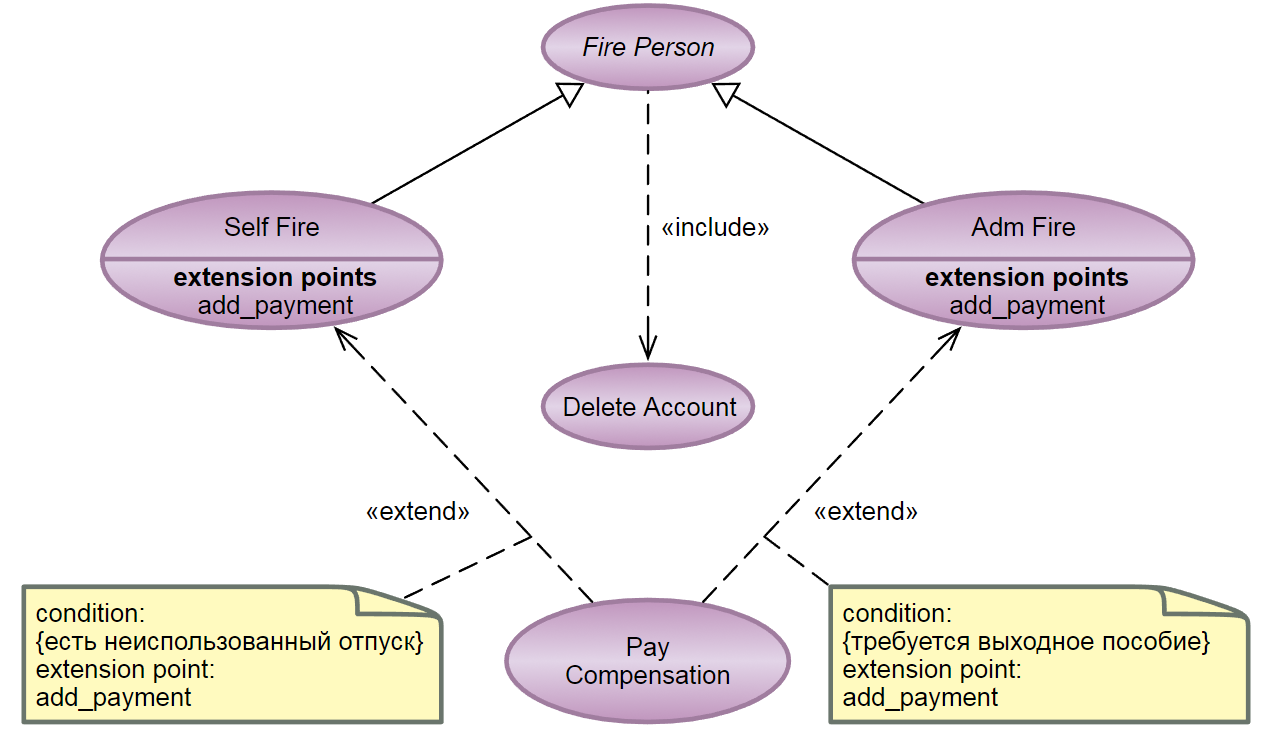 Fire Person
Self Fire
extension points
add_payment
«include»
Adm Fire
extension points
add_payment
Delete Account
«extend»
«extend»
condition:
{есть неиспользованный отпуск}
extension point:
add_payment
Pay
Compensation
condition:
{требуется выходное пособие}
extension point:
add_payment